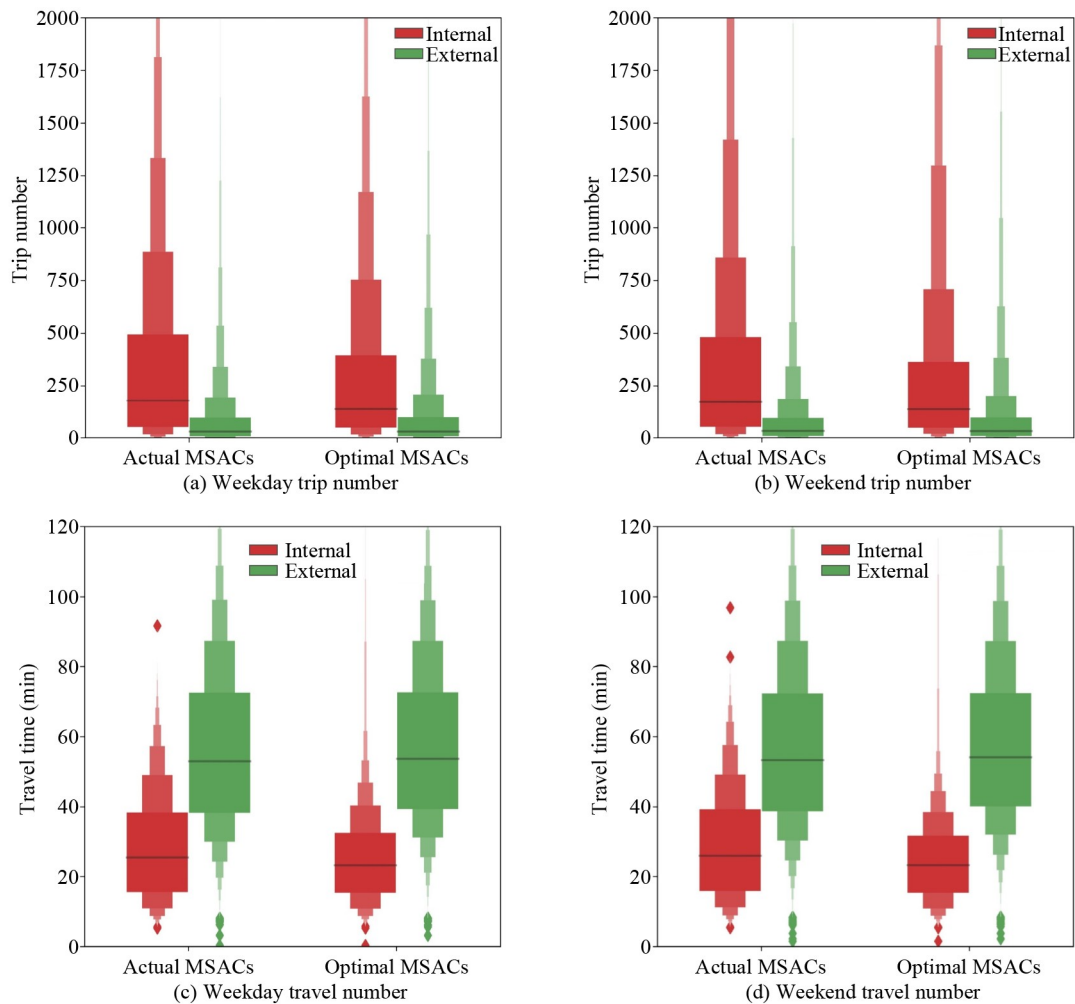 2000
1750
1500
1250
1000
750
500
250
0
Trip number
Internal
External
Actual MSACs
Optimal MSACs
(a) Weekday trip number
2000
1750
1500
1250
1000
750
500
250
0
Trip number
Internal
External
Actual MSACs
Optimal MSACs
(b) Weekend trip number
120
100
80
60
40
20
0
Travel time (min)
Internal
External
Actual MSACs
Optimal MSACs
(c) Weekday travel number
120
100
80
60
40
20
0
Travel time (min)
Internal
External
Actual MSACs
Optimal MSACs
(d) Weekend travel number